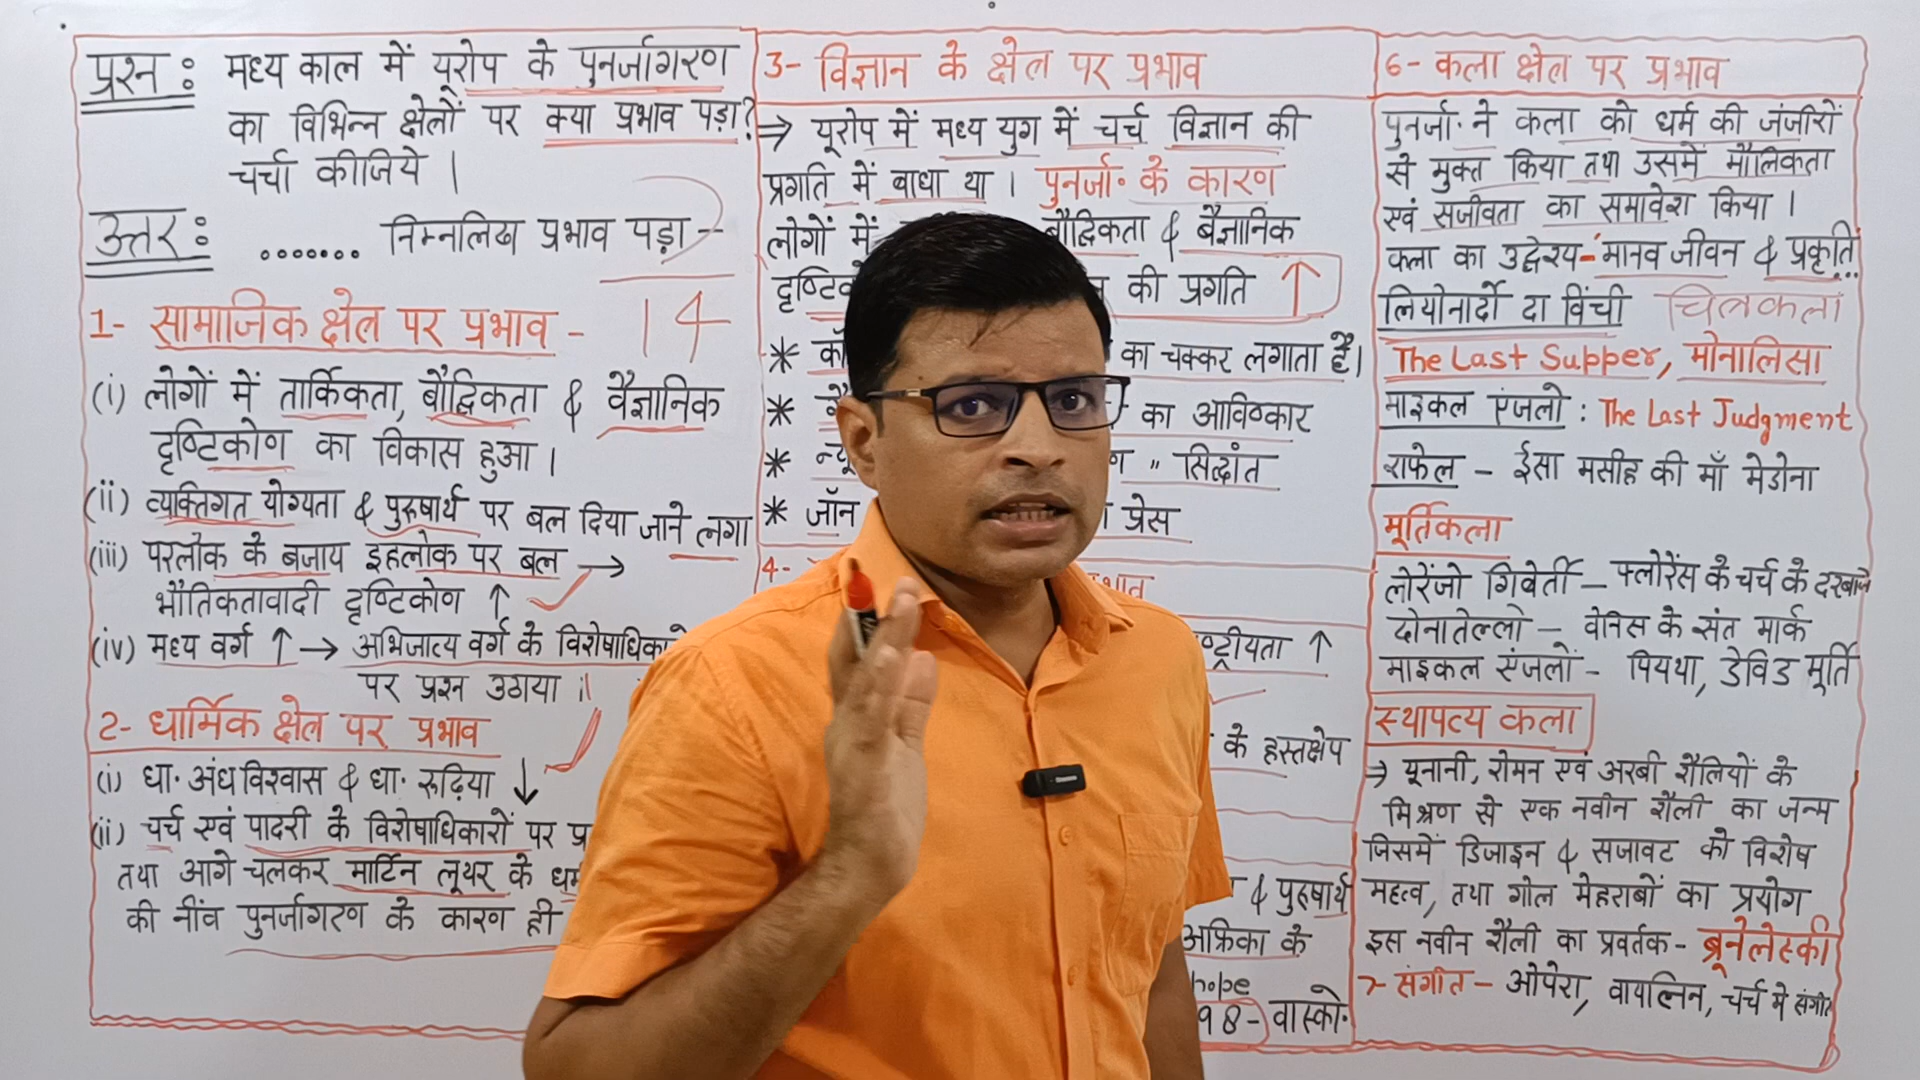 प्रश्न : मध्य काल में यूरोप के पुनर्जागरण
का विभिन्न क्षेत्रों पर क्या प्रभाव पड़ा?
चर्चा कीजिये ।
उत्तर : ....... निम्नलिख प्रभाव पड़ा -
14
1- सामाजिक क्षेत्र पर प्रभाव -
(i) लोगों में तार्किकता, बौद्धिकता & वैज्ञानिक
दृष्टिकोण का विकास हुआ ।
(ii) व्यक्तिगत योग्यता & पुरुषार्थ पर बल दिया जाने लगा
(iii) परलोक के बजाय इहलोक पर बल →
भौतिकतावादी दृष्टिकोण ↑
(iv) मध्य वर्ग ↑ → अभिजात्य वर्ग के
पर प्रश्न उठाया
2- धार्मिक क्षेत्र पर प्रभाव
(i) धा. अंधविश्वास & धा. रूढ़िया ↓
(ii) चर्च एवं पादरी के विशेषाधिकारों पर
तथा आगे चलकर मार्टिन लूथर के
की नींव पुनर्जागरण के कारण ही
3- विज्ञान के क्षेत्र पर प्रभाव
⇒ यूरोप में मध्य युग में चर्च विज्ञान की
प्रगति में बाधा था । पुनर्जा. के कारण
लोगों में बौद्धिकता & वैज्ञानिक
की प्रगति ↑
* का चक्कर लगाता है।
* का आविष्कार
* " सिद्धांत
* जॉन प्रेस
4-
↑
के हस्तक्षेप
& पुरुषार्थ
अफ्रिका के
hope
98 - वास्को.
6- कला क्षेत्र पर प्रभाव
पुनर्जा. ने कला को धर्म की जंजीरों
से मुक्त किया तथा उसमें मौलिकता
एवं सजीवता का समावेश किया ।
कला का उद्देश्य - मानव जीवन & प्रकृति...
लियोनार्दो दा विंची चित्रकला
The Last Supper, मोनालिसा
माइकल एंजलो : The Last Judgment
राफेल - ईसा मसीह की माँ मेडोना
मूर्तिकला
लोरेंजो गिबेर्ती - फ्लोरेंस के चर्च के दरबाजे
दोनातेल्लो - वेनिस के संत मार्क
माइकल एंजलों - पियथा, डेविड मूर्ति
स्थापत्य कला
⇒ यूनानी, रोमन एवं अरबी शैलियों के
मिश्रण से एक नवीन शैली का जन्म
जिसमें डिजाइन & सजावट को विशेष
महत्व, तथा गोल मेहराबों का प्रयोग
इस नवीन शैली का प्रवर्तक - ब्रूनेलेस्की
7- संगीत - ओपेरा, वायलिन, चर्च में संगीत